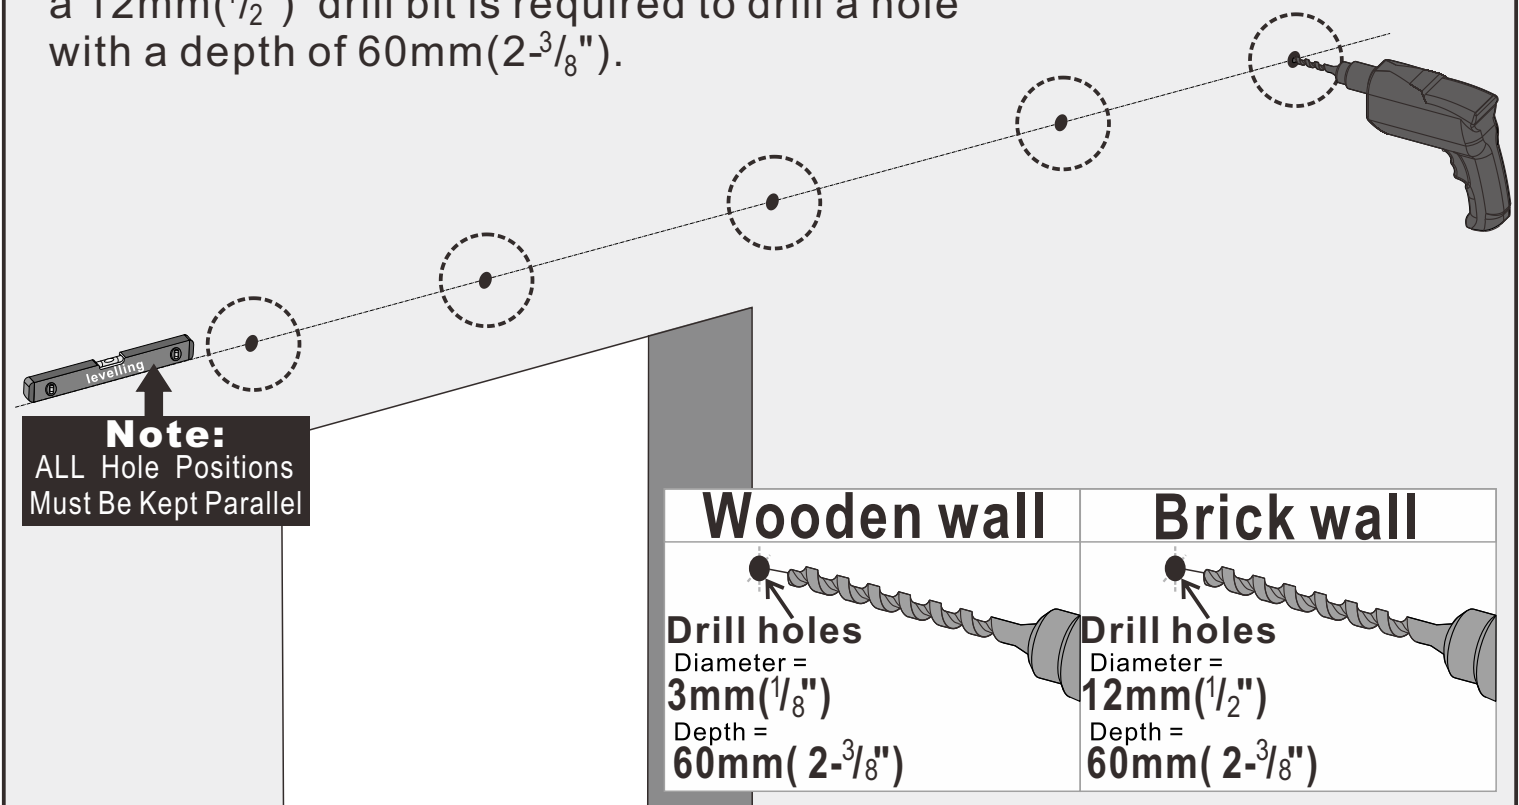 a 12mm(1/2") drill bit is required to drill a hole
with a depth of 60mm(2-3/8").
levelling
Note:
ALL Hole Positions
Must Be Kept Parallel
Wooden wall
Drill holes
Diameter =
3mm(1/8")
Depth =
60mm( 2-3/8")
Brick wall
Drill holes
Diameter =
12mm(1/2")
Depth =
60mm( 2-3/8")